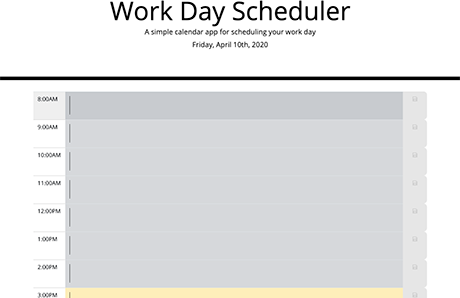 Work Day Scheduler
A simple calendar app for scheduling your work day
Friday, April 10th, 2020
8:00AM
9:00AM
10:00AM
11:00AM
12:00PM
1:00PM
2:00PM
3:00PM